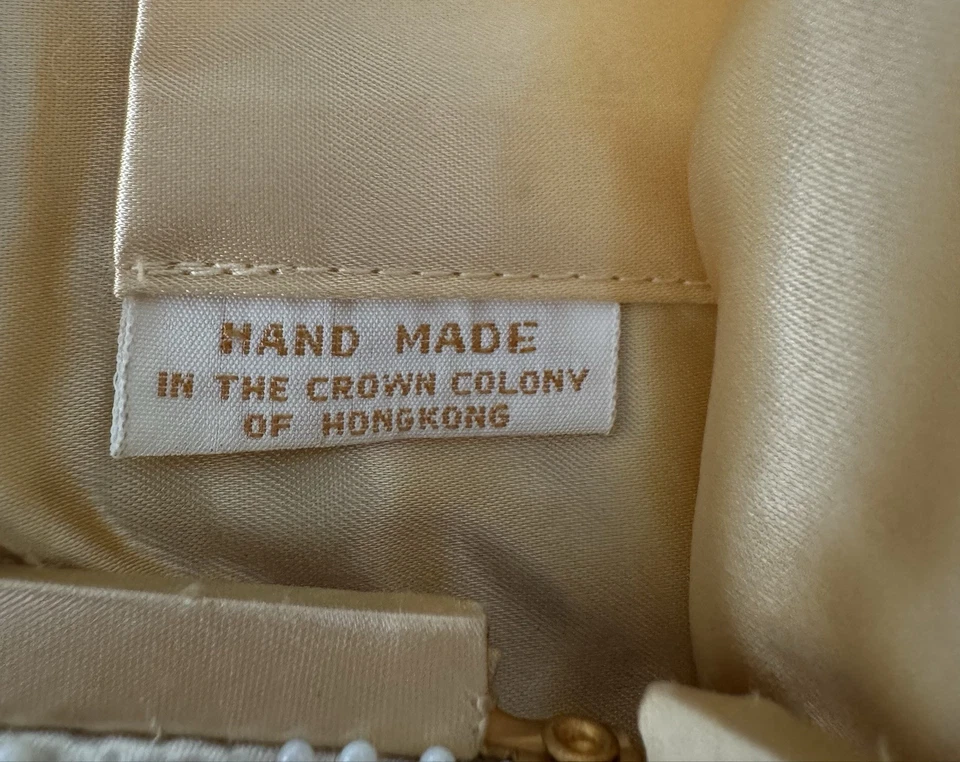 HAND MADE
IN THE CROWN COLONY
OF HONGKONG